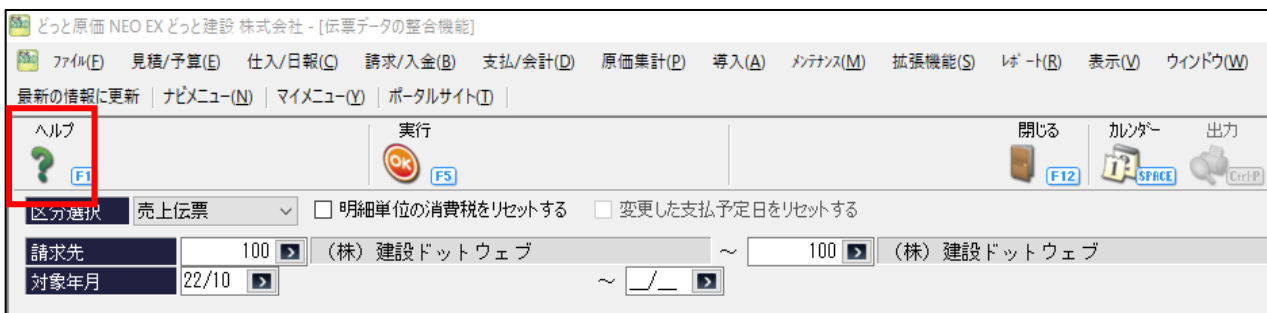 どっと原価 NEO EX どっと建設 株式会社 - [伝票データの整合機能]
ファイル(F) 見積/予算(E) 仕入/日報(C) 請求/入金(B) 支払/会計(D) 原価集計(P) 導入(A) メンテナンス(M) 拡張機能(S) レポート(R) 表示(V) ウィンドウ(W)
最新の情報に更新 ナビメニュー(N) マイメニュー(Y) ポータルサイト(T)
ヘルプ 実行 閉じる カレンダー 出力
F1 OK F5 F12 SPACE Ctrl-P
区分選択 売上伝票 明細単位の消費税をリセットする 変更した支払予定日をリセットする
請求先 100 (株) 建設ドットウェブ ～ 100 (株) 建設ドットウェブ
対象年月 22/10 ～ __/__